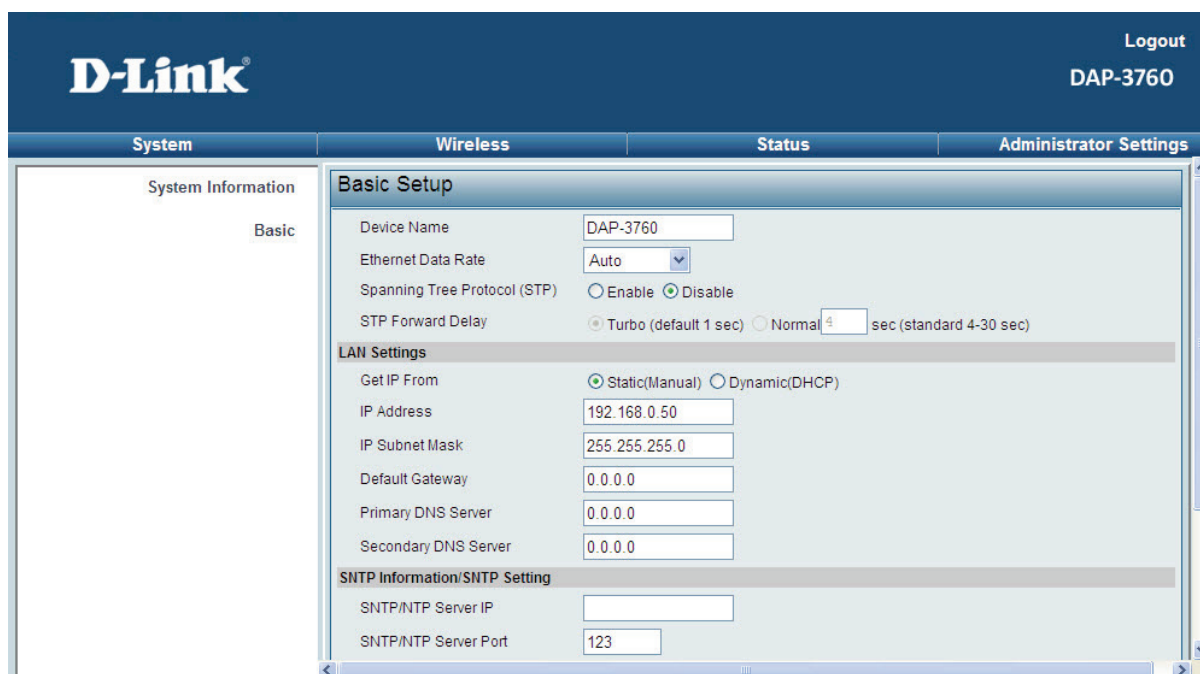 D-Link®
Logout
DAP-3760
System Wireless Status Administrator Settings
System Information
Basic
Basic Setup
Device Name DAP-3760
Ethernet Data Rate Auto
Spanning Tree Protocol (STP) Enable Disable
STP Forward Delay Turbo (default 1 sec) Normal 4 sec (standard 4-30 sec)
LAN Settings
Get IP From Static(Manual) Dynamic(DHCP)
IP Address 192.168.0.50
IP Subnet Mask 255.255.255.0
Default Gateway 0.0.0.0
Primary DNS Server 0.0.0.0
Secondary DNS Server 0.0.0.0
SNTP Information/SNTP Setting
SNTP/NTP Server IP
SNTP/NTP Server Port 123